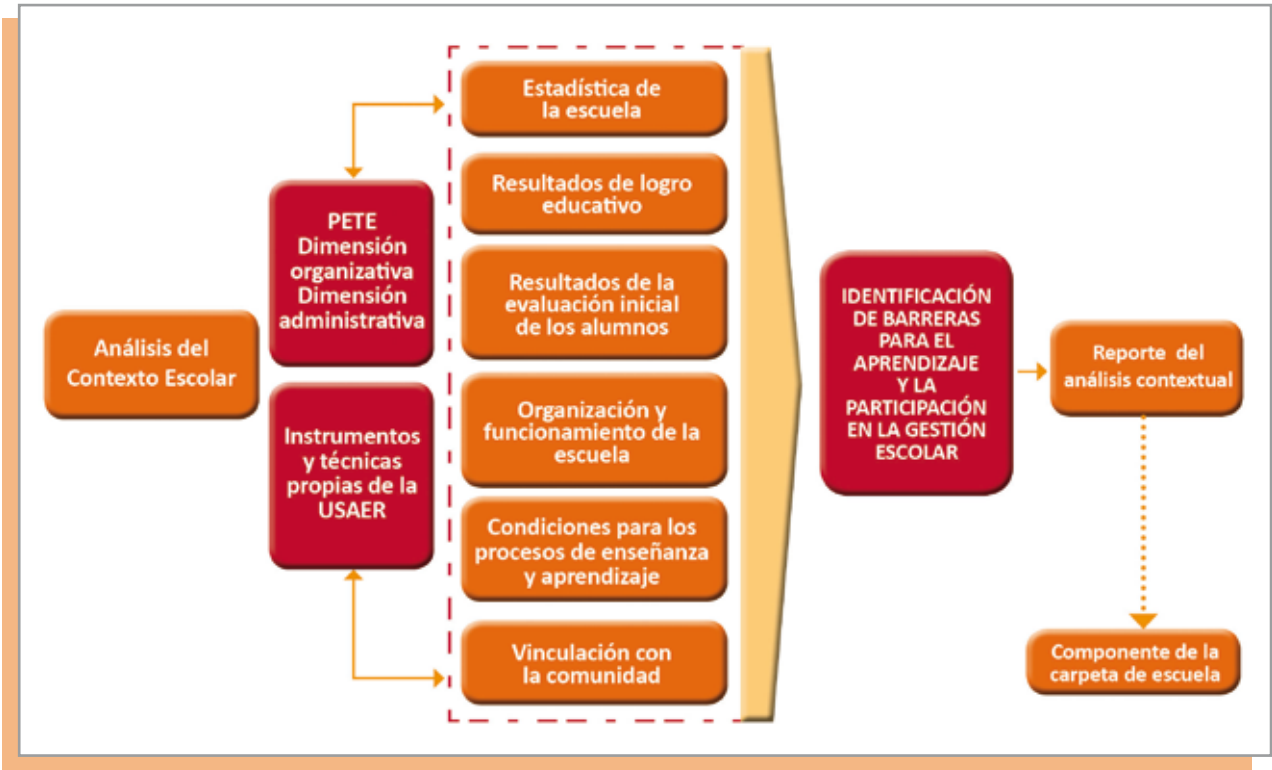 Análisis del
Contexto Escolar
PETE
Dimensión
organizativa
Dimensión
administrativa
Instrumentos
y técnicas
propias de la
USAER
Estadística de
la escuela
Resultados de logro
educativo
Resultados de la
evaluación inicial
de los alumnos
Organización y
funcionamiento de la
escuela
Condiciones para los
procesos de enseñanza
y aprendizaje
Vinculación con
la comunidad
IDENTIFICACIÓN
DE BARRERAS
PARA EL
APRENDIZAJE
Y LA
PARTICIPACIÓN
EN LA GESTIÓN
ESCOLAR
Reporte del
análisis contextual
Componente de la
carpeta de escuela